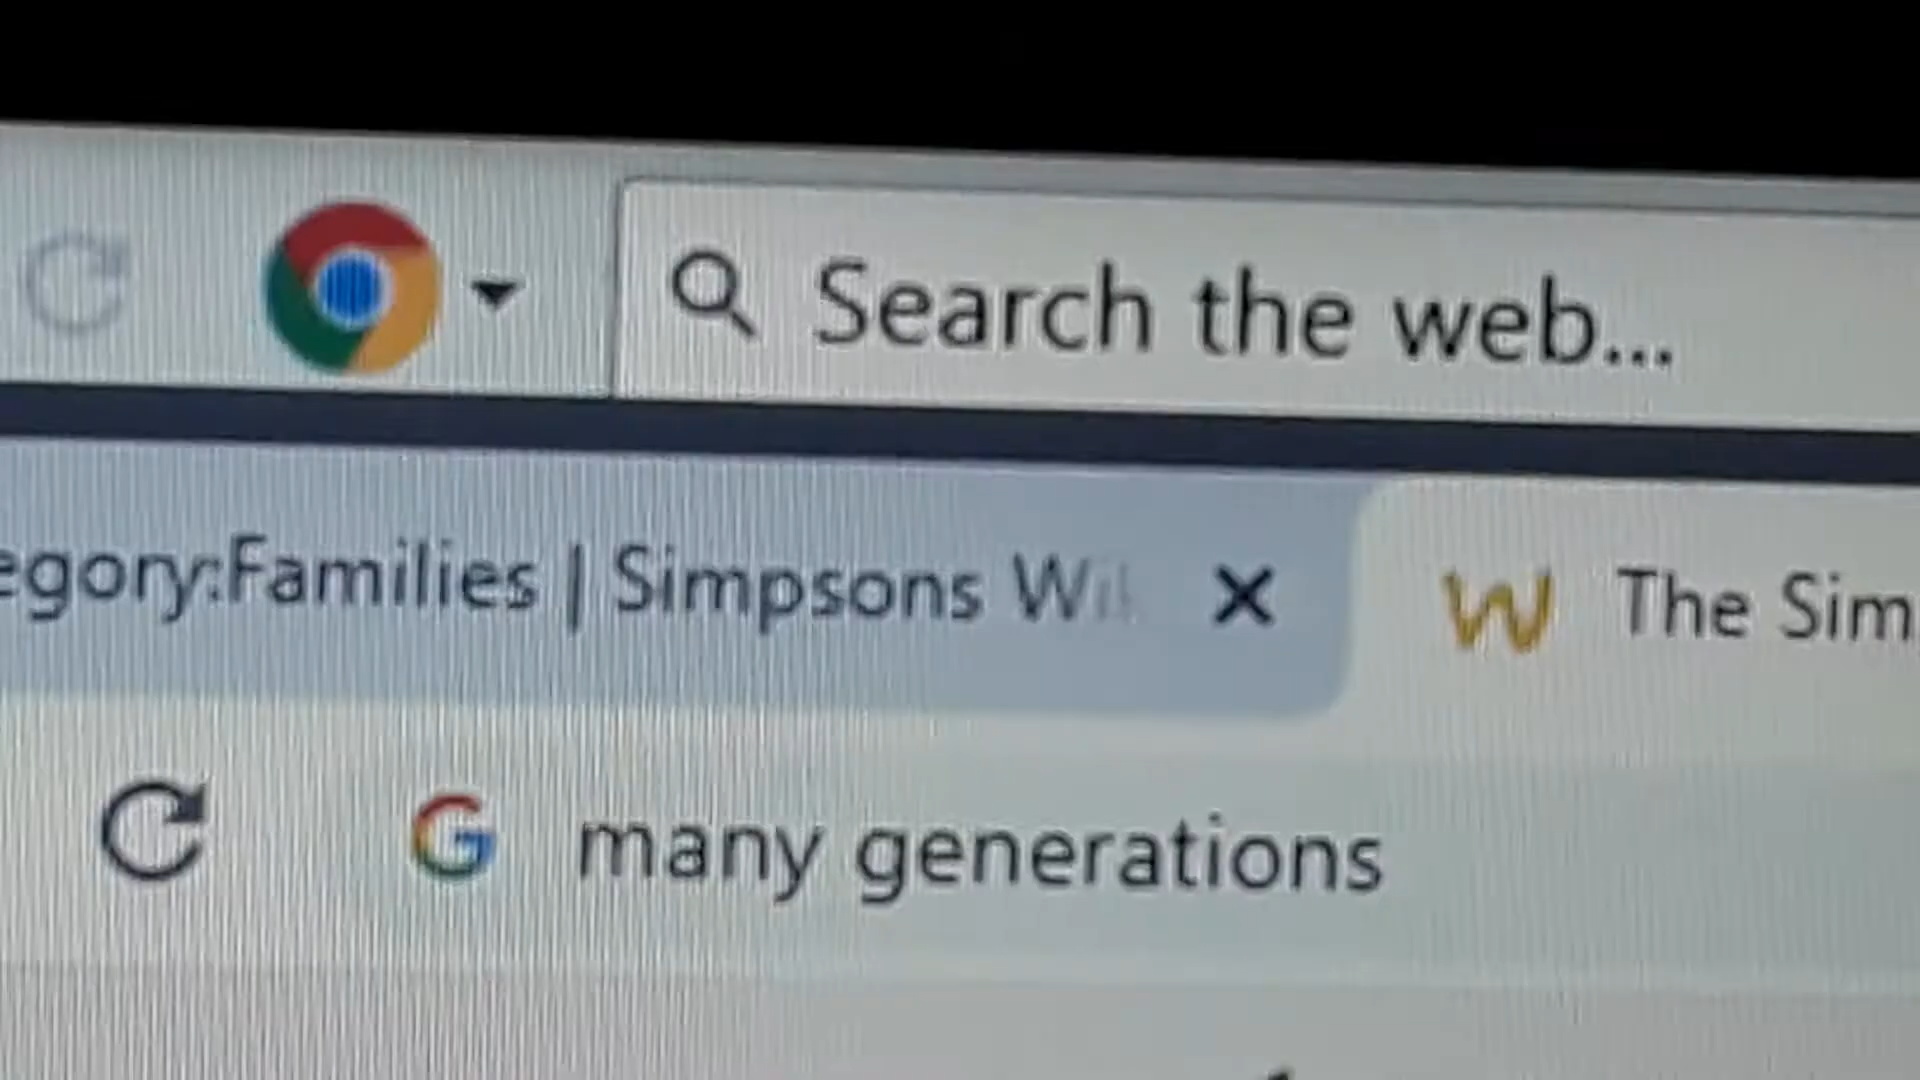 Search the web...
egory:Families | Simpsons Wi
The Sim
many generations